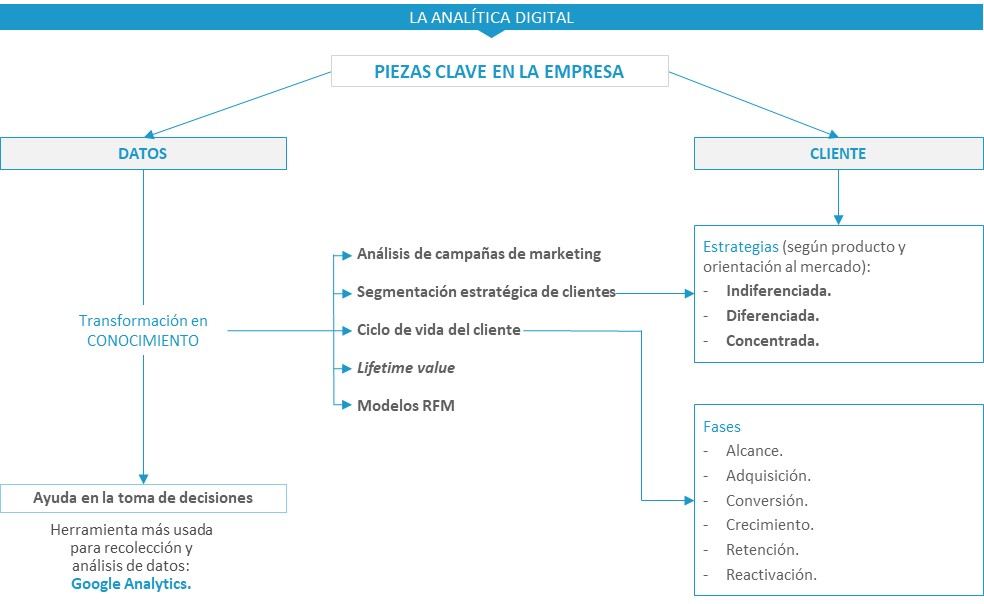 LA ANALÍTICA DIGITAL
PIEZAS CLAVE EN LA EMPRESA
DATOS
CLIENTE
Transformación en
CONOCIMIENTO
Análisis de campañas de marketing
Segmentación estratégica de clientes
Ciclo de vida del cliente
Lifetime value
Modelos RFM
Estrategias (según producto y
orientación al mercado):
- Indiferenciada.
- Diferenciada.
- Concentrada.
Fases
- Alcance.
- Adquisición.
- Conversión.
- Crecimiento.
- Retención.
- Reactivación.
Ayuda en la toma de decisiones
Herramienta más usada
para recolección y
análisis de datos:
Google Analytics.